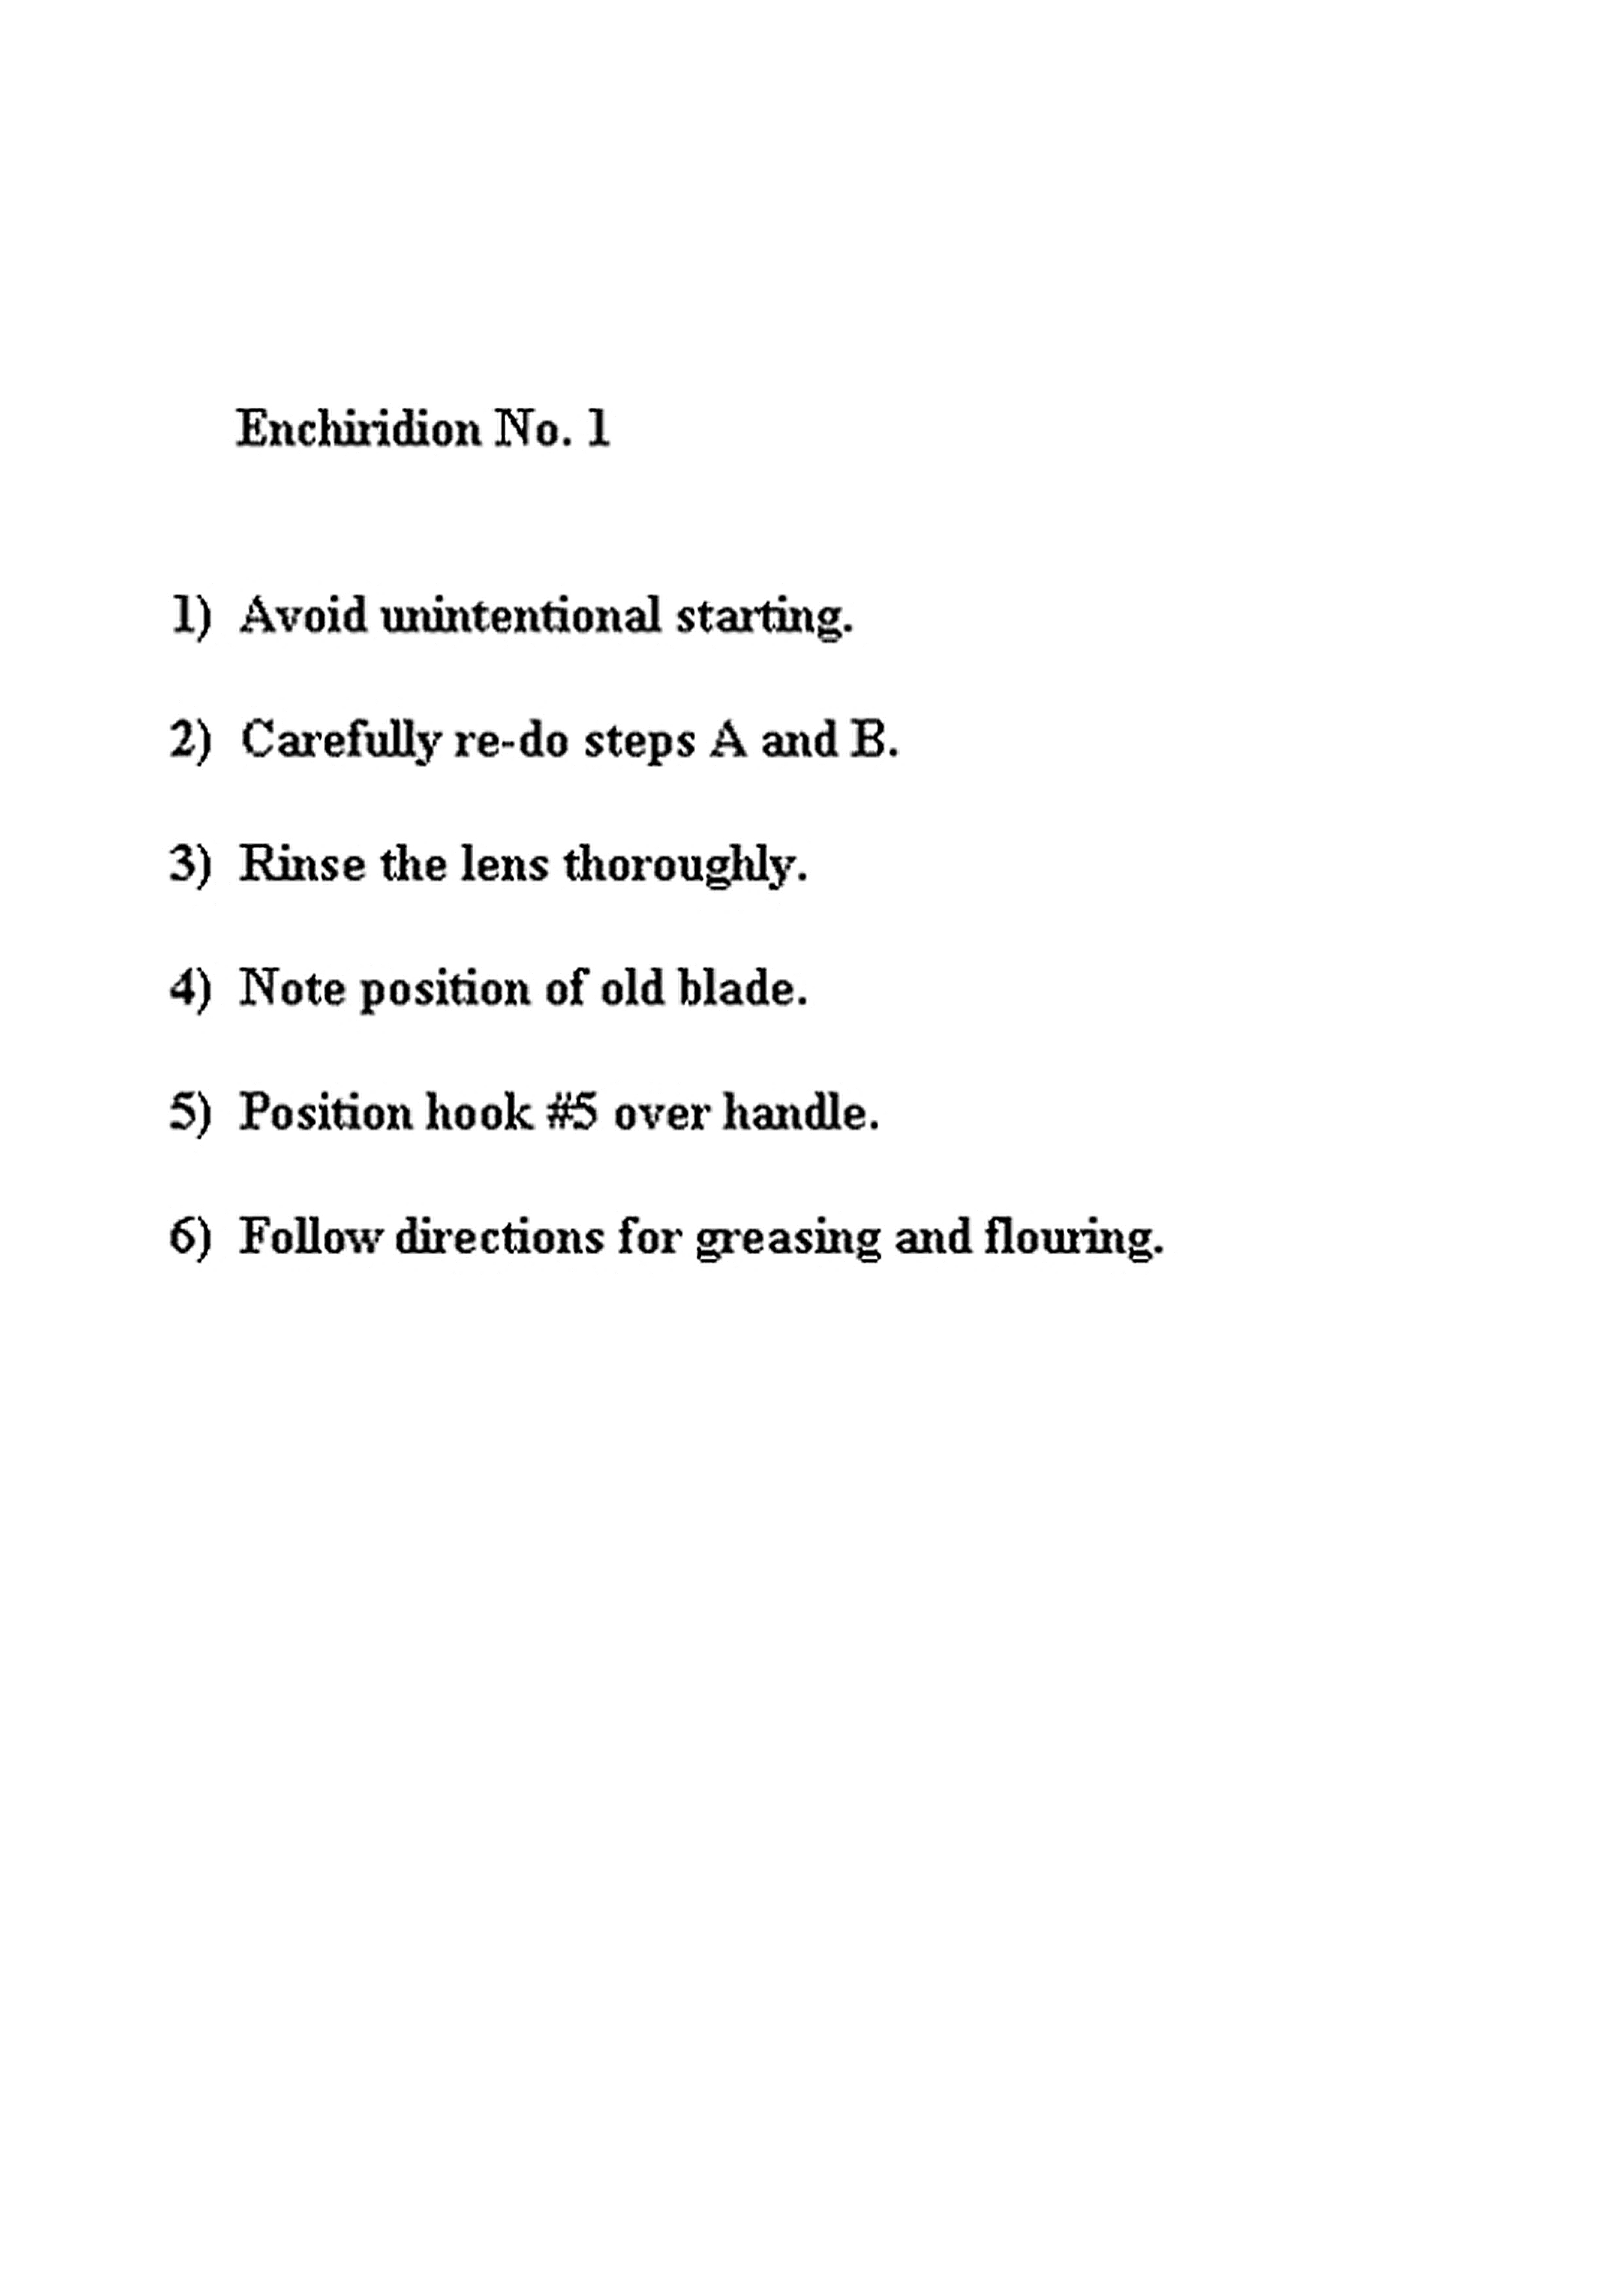 Enchiridion No. 1
1) Avoid unintentional starting.
2) Carefully re-do steps A and B.
3) Rinse the lens thoroughly.
4) Note position of old blade.
5) Position hook #5 over handle.
6) Follow directions for greasing and flouring.